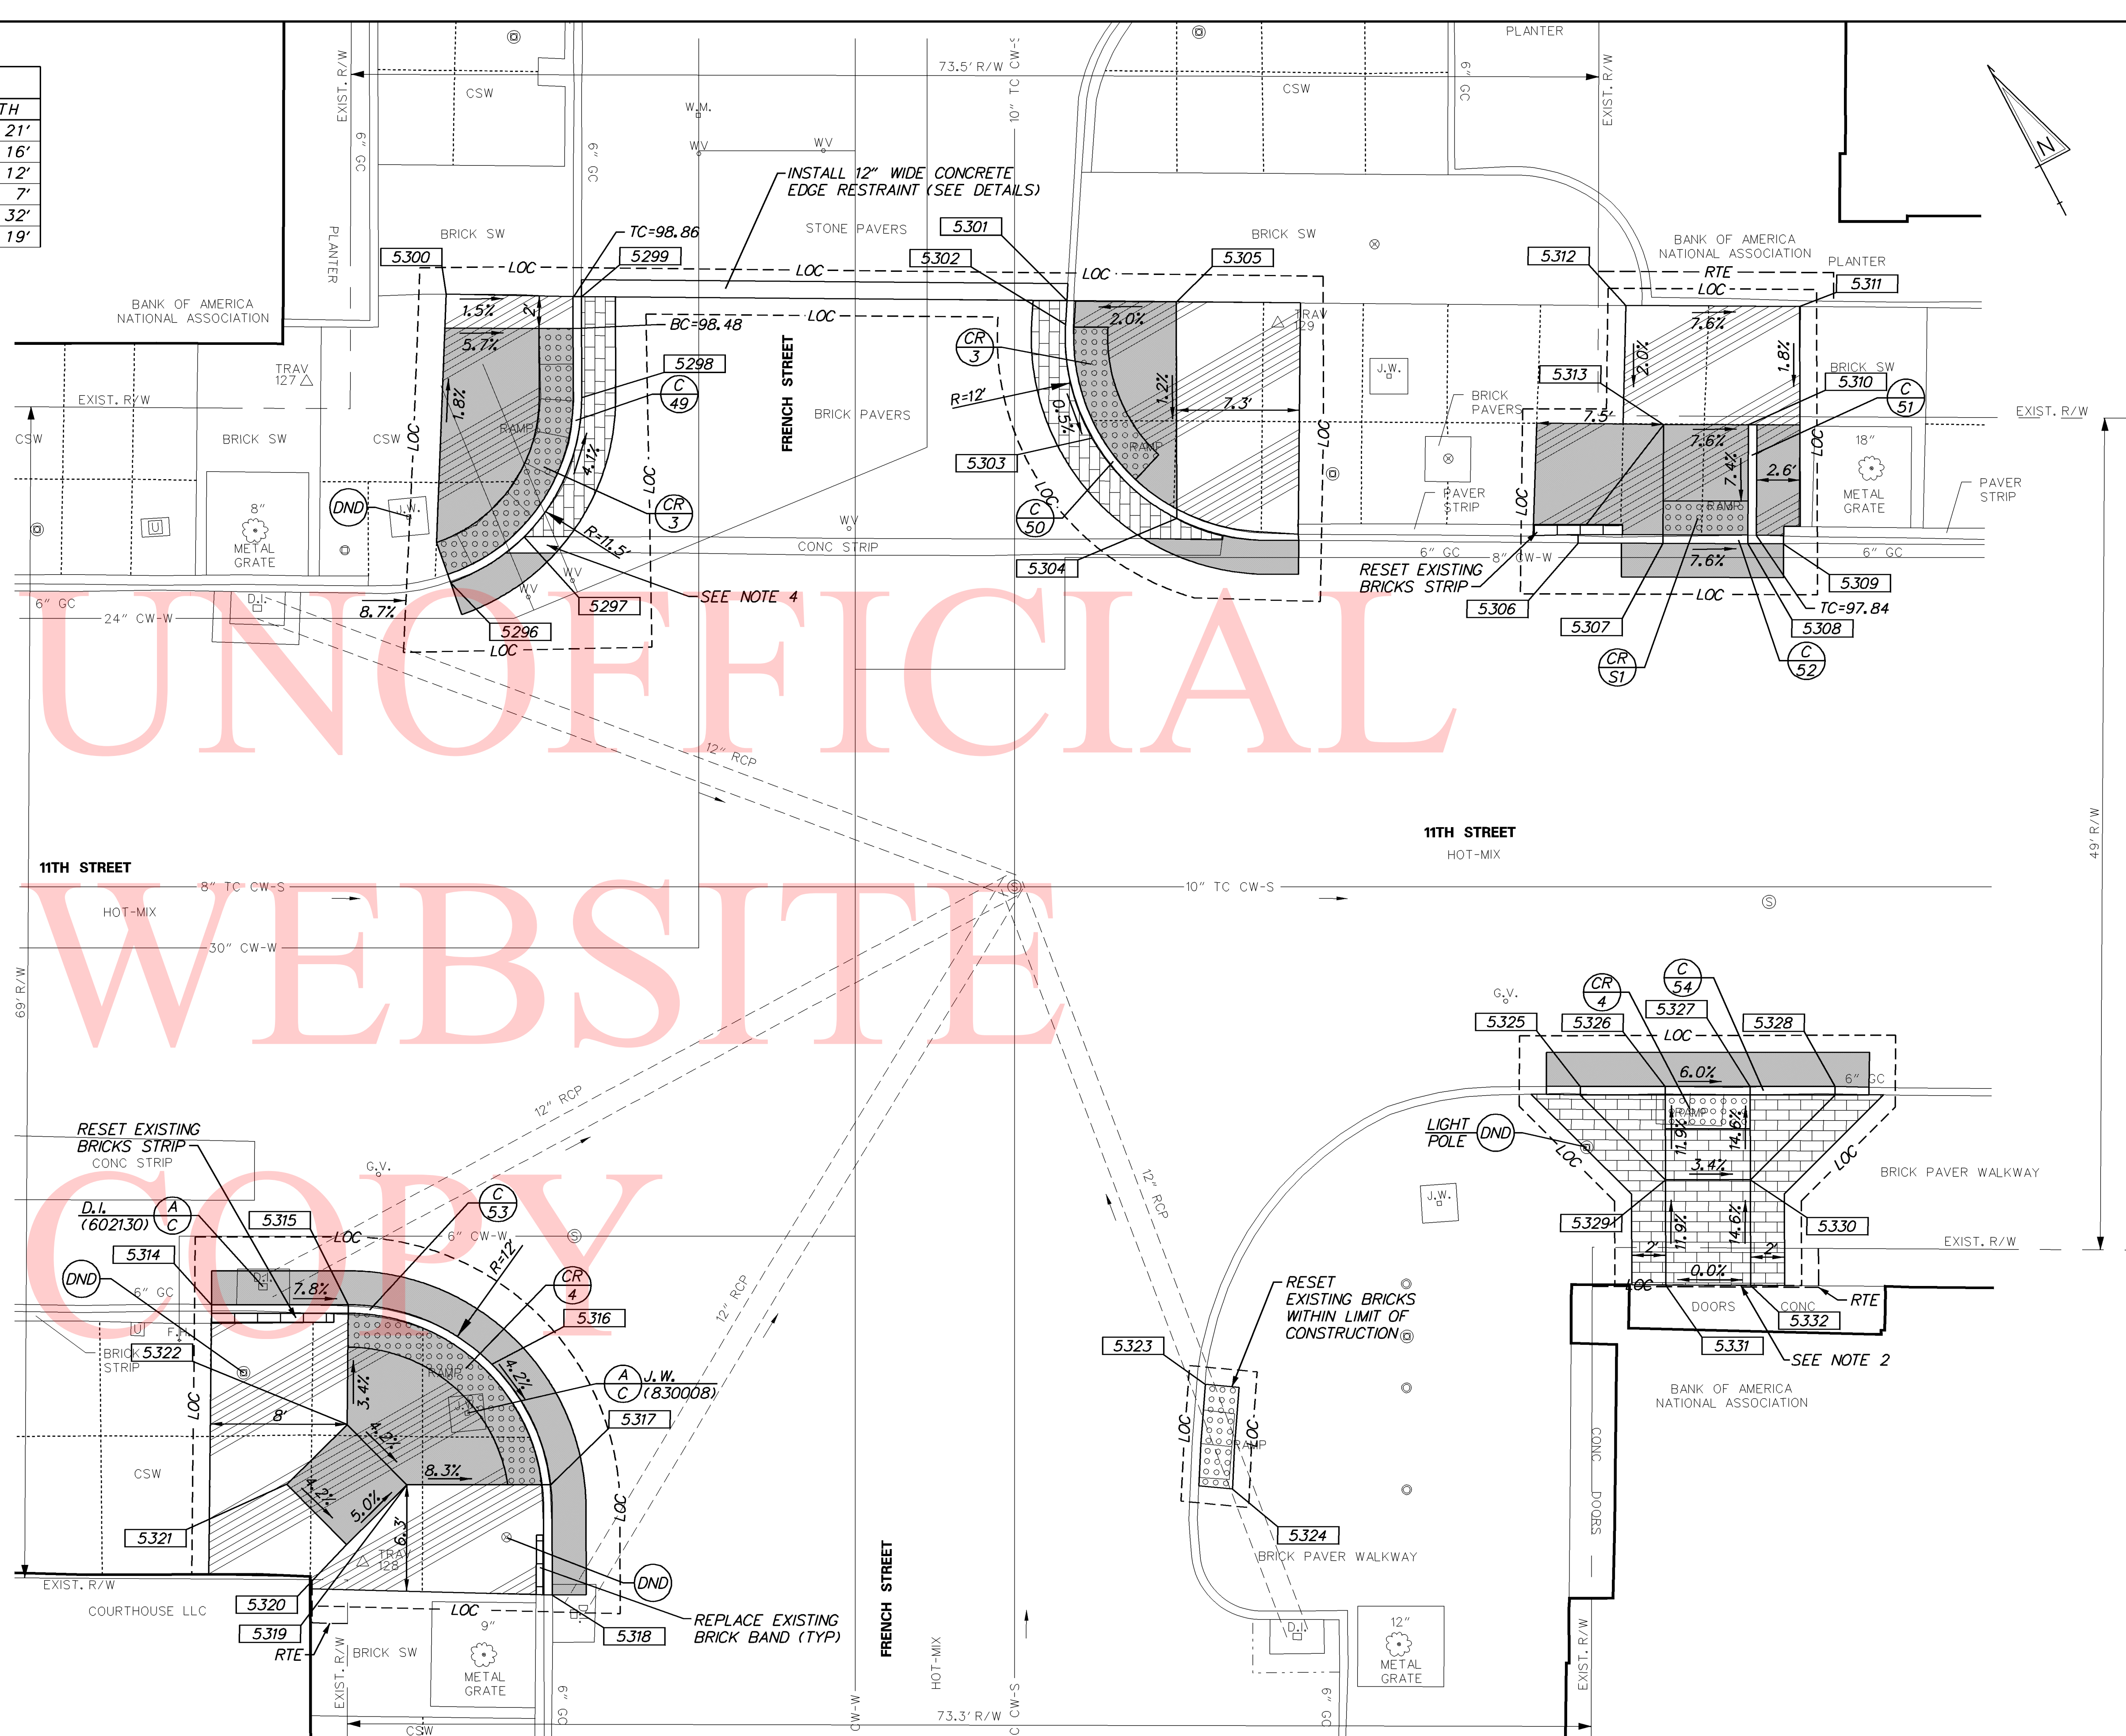 TH
21'
16'
12'
7'
32'
19'
BANK OF AMERICA
NATIONAL ASSOCIATION
EXIST. R/W
6" GC
PLANTER
CSW
73.5' R/W
10" TC CW-S
CSW
6" GC
PLANTER
EXIST. R/W
N
W.M.
WV
WV
6" GC
INSTALL 12" WIDE CONCRETE
EDGE RESTRAINT (SEE DETAILS)
STONE PAVERS
BRICK SW
TC=98.86
5300
5299
LOC
LOC
LOC
5301
5302
5305
BRICK SW
5312
BANK OF AMERICA
NATIONAL ASSOCIATION
PLANTER
RTE
LOC
5311
1.5%
2'
BC=98.48
LOC
5.7%
5298
C
49
1.8%
RAMP
4.1%
LOC
LOC
FRENCH STREET
BRICK PAVERS
CR
3
R=12'
0.5%
2.0%
1.2%
7.3'
TRAV
129
RAMP
LOC
LOC
5303
C
50
5304
J.W.
BRICK
PAVERS
PAVER
STRIP
7.6%
2.0%
1.8%
BRICK SW
5313
5310
C
51
7.5'
7.6%
7.4%
2.6'
RAMP
LOC
LOC
EXIST. R/W
18"
METAL
GRATE
PAVER
STRIP
TRAV
127
EXIST. R/W
CSW
BRICK SW
CSW
8"
METAL
GRATE
U
DND
J.W.
CR
3
R=11.5'
WV
CONC STRIP
WV
WV
SEE NOTE 4
5297
5296
LOC
8.7%
D.I.
6" GC
24" CW-W
6" GC
8" CW-W
RESET EXISTING
BRICKS STRIP
7.6%
6" GC
5309
LOC
TC=97.84
5306
5307
5308
CR
S1
C
52
UNOFFICIAL
12" RCP
11TH STREET
HOT-MIX
49' R/W
11TH STREET
8" TC CW-S
S
10" TC CW-S
S
HOT-MIX
30" CW-W
WEBSITE
69' R/W
12" RCP
G.V.
CR
4
C
54
5325
5326
5327
5328
LOC
6.0%
6" GC
RAMP
11.9%
14.6%
LIGHT
POLE
DND
LOC
3.4%
LOC
BRICK PAVER WALKWAY
5329
11.9%
14.6%
5330
2'
2'
EXIST. R/W
0.0%
LOC
DOORS
CONC
RTE
5332
5331
SEE NOTE 2
BANK OF AMERICA
NATIONAL ASSOCIATION
RESET EXISTING
BRICKS STRIP
CONC STRIP
G.V.
COPY
D.I.
(602130)
A
C
5315
C
53
5314
LOC
6" CW-W
S
R=12'
12" RCP
J.W.
DND
6" GC
D.I.
7.8%
CR
4
5316
U
F.H.
BRICK
STRIP
5322
RAMP
4.2%
3.4%
J.W.
A
C
J.W.
(830008)
LOC
8'
5317
4.2%
8.3%
CSW
4.2%
5.0%
LOC
5321
6.3'
TRAV
128
DND
12" RCP
RESET
EXISTING BRICKS
WITHIN LIMIT OF
CONSTRUCTION
5323
LOC
LOC
RAMP
5324
BRICK PAVER WALKWAY
CONC
DOORS
EXIST. R/W
COURTHOUSE LLC
5320
5319
RTE
LOC
5318
REPLACE EXISTING
BRICK BAND (TYP)
FRENCH STREET
EXIST. R/W
BRICK SW
9"
METAL
GRATE
6" GC
CW-W
HOT-MIX
C CW-S
D.I.
12"
METAL
GRATE
6" GC
EXIST. R/W
CSW
73.3' R/W